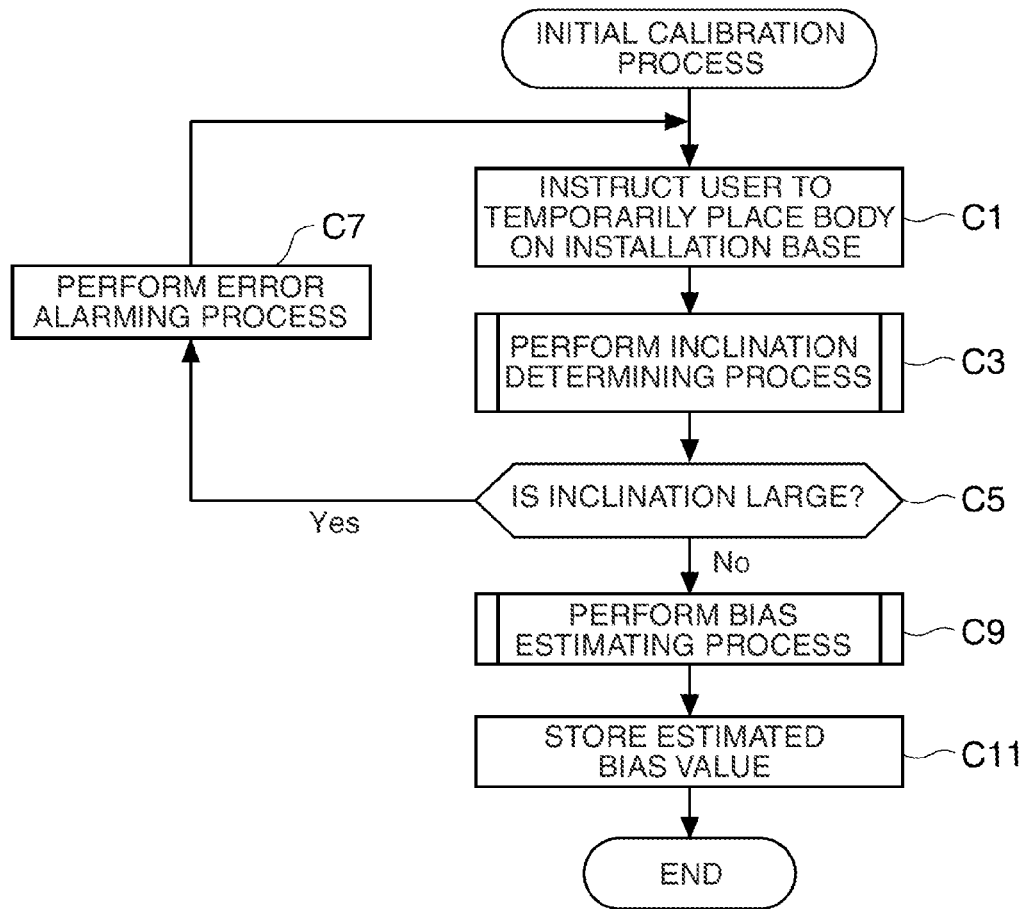 INITIAL CALIBRATION
PROCESS
INSTRUCT USER TO
TEMPORARILY PLACE BODY
ON INSTALLATION BASE
C1
C7
PERFORM ERROR
ALARMING PROCESS
PERFORM INCLINATION
DETERMINING PROCESS
C3
IS INCLINATION LARGE?
C5
Yes
No
PERFORM BIAS
ESTIMATING PROCESS
C9
STORE ESTIMATED
BIAS VALUE
C11
END